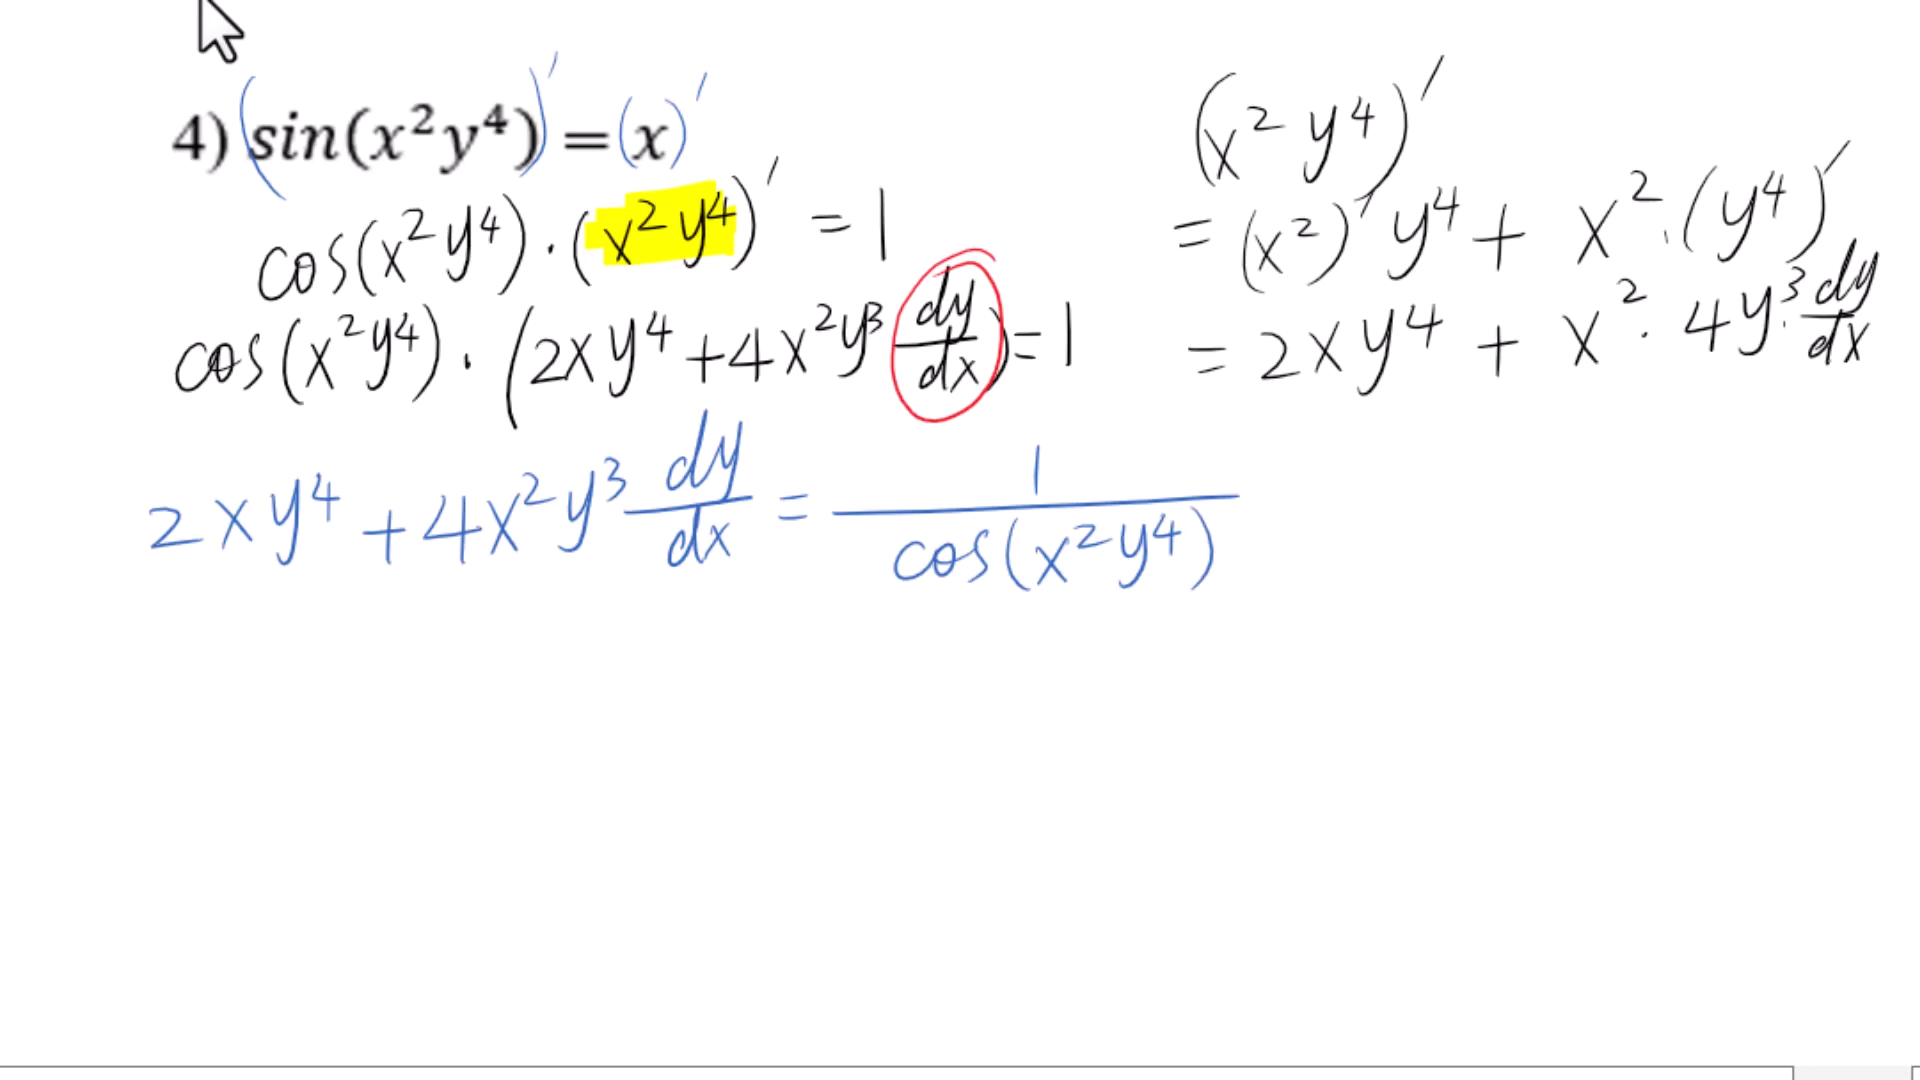 4) (sin(x²y⁴))' = (x)'
cos(x²y⁴) · (x²y⁴)' = 1
cos(x²y⁴) · (2xy⁴ + 4x²y³ dy/dx) = 1
2xy⁴ + 4x²y³ dy/dx = 1/cos(x²y⁴)
(x²y⁴)'
= (x²)'y⁴ + x²·(y⁴)'
= 2xy⁴ + x²·4y³·dy/dx